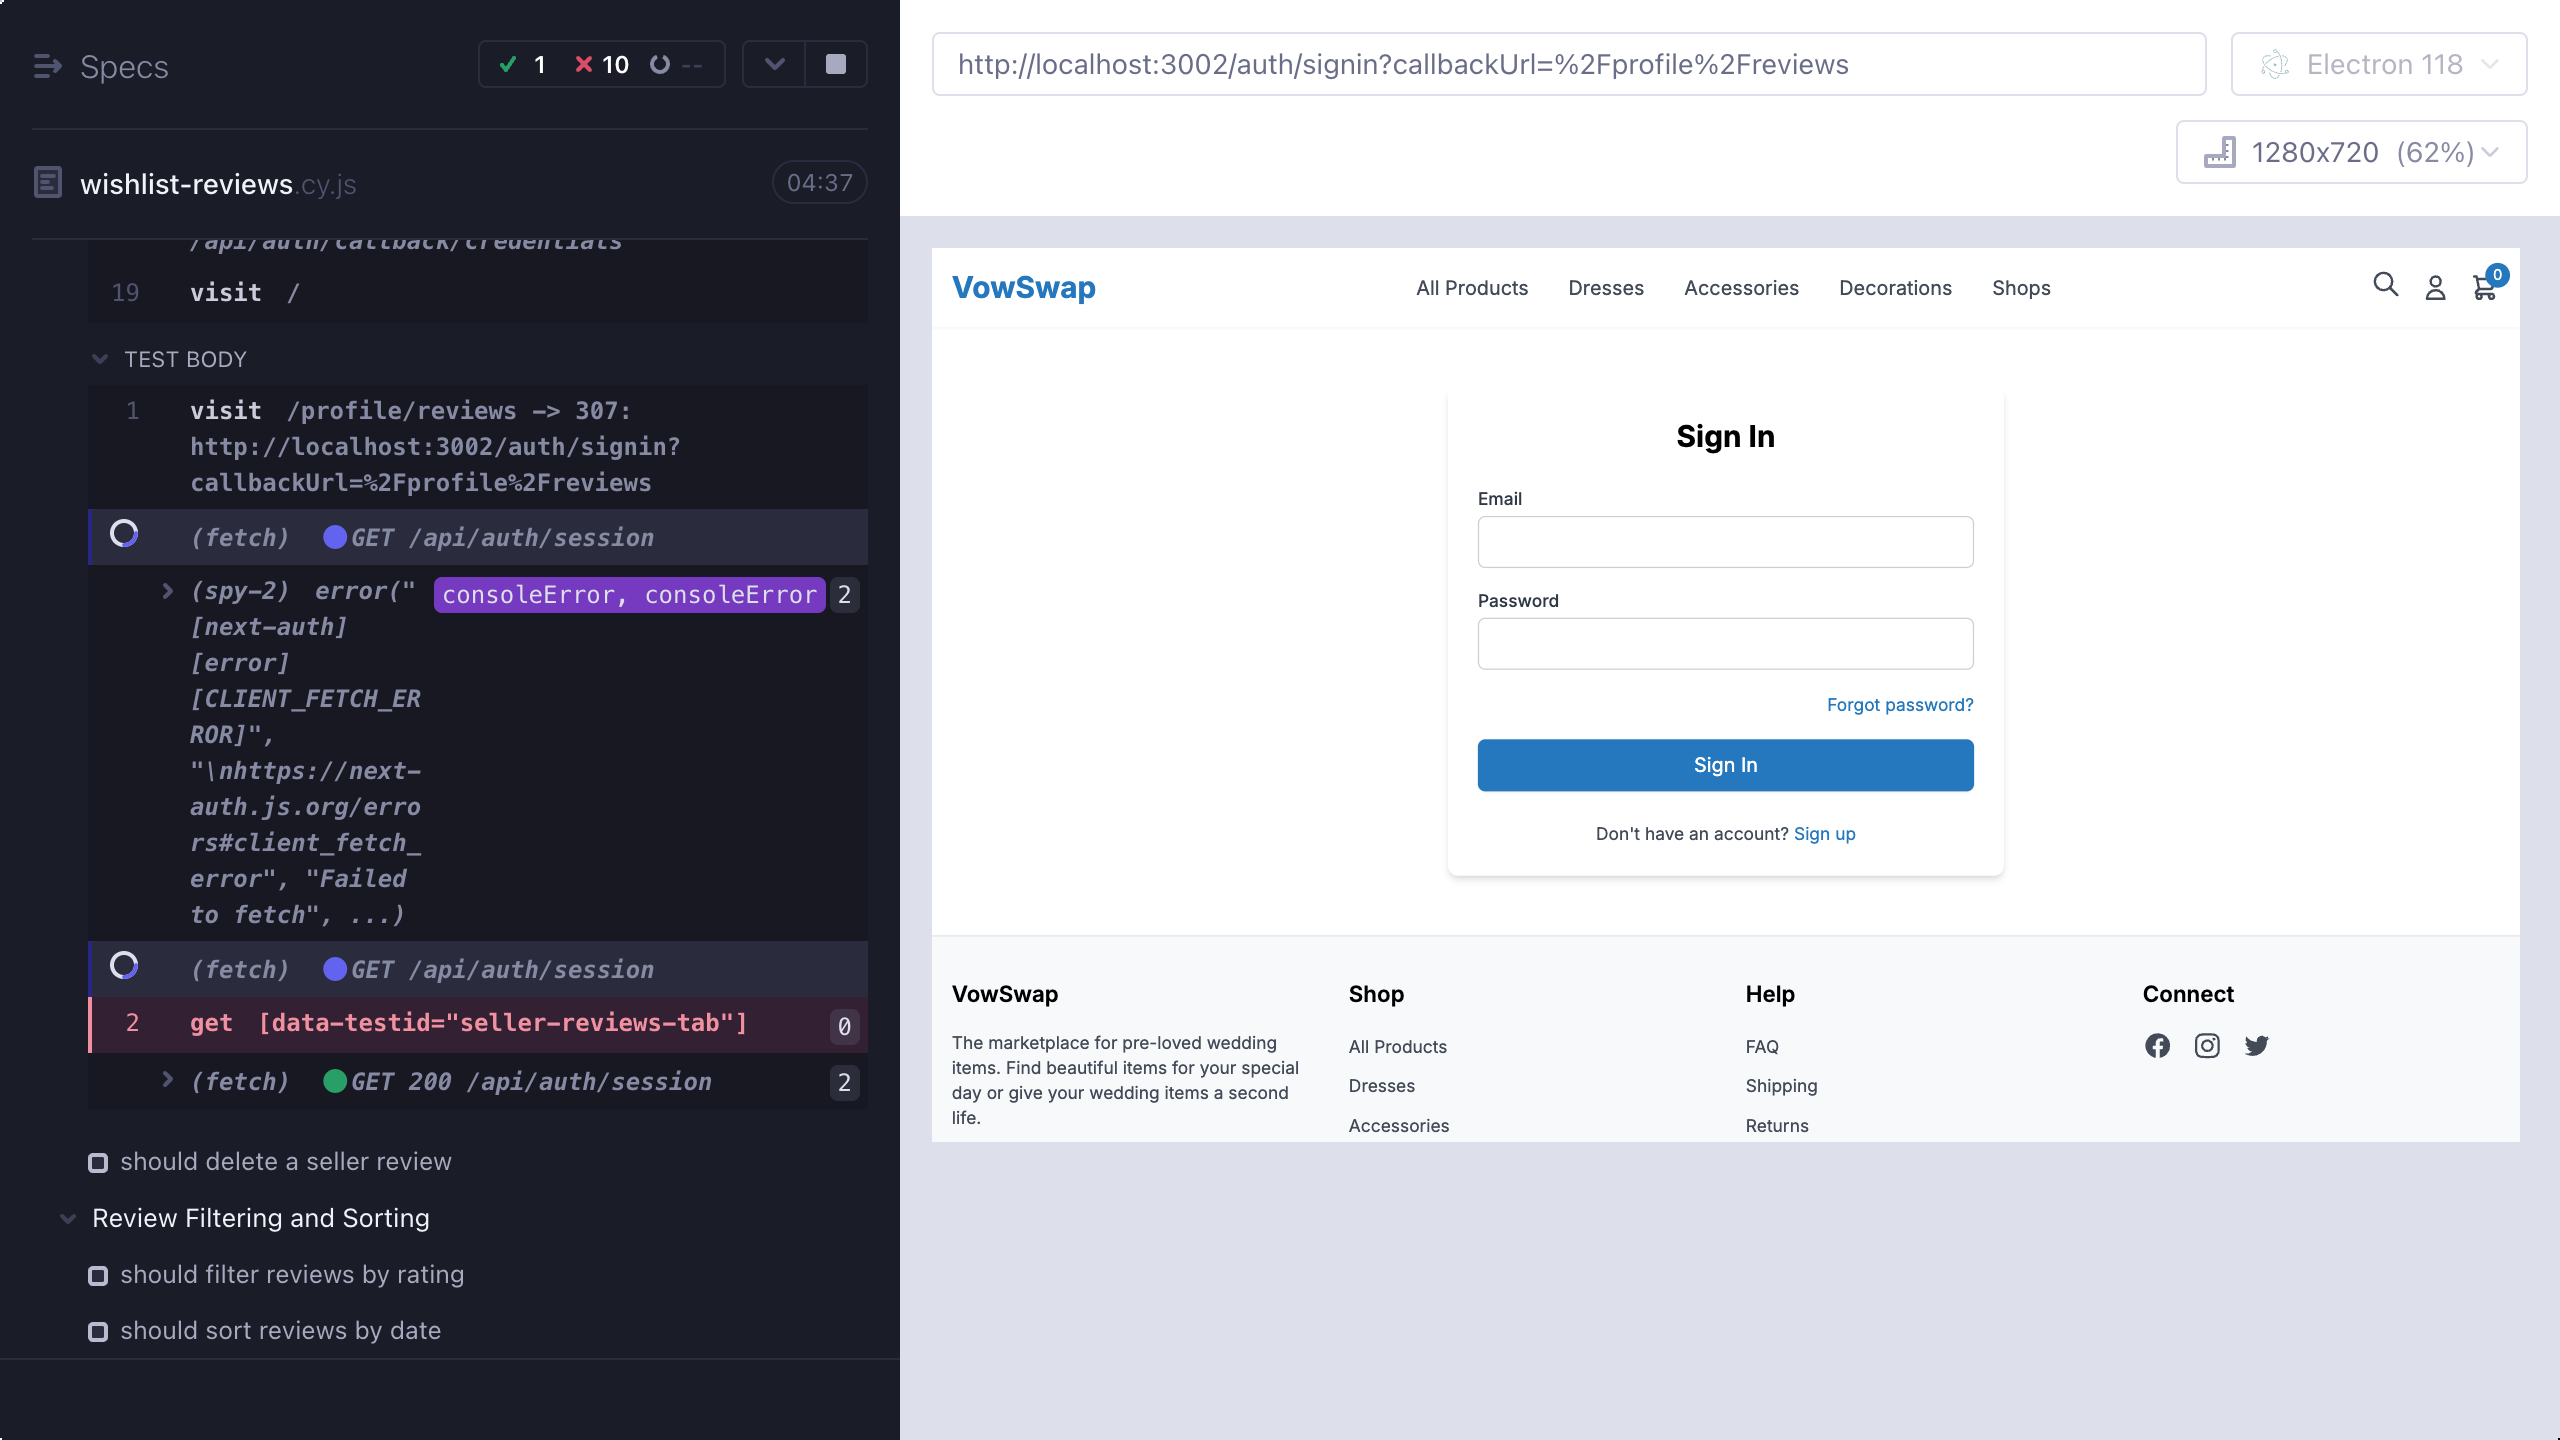 Specs
1
10
--
wishlist-reviews.cy.js
04:37
/api/auth/callback/credentials
19 visit /
TEST BODY
1 visit /profile/reviews -> 307:
http://localhost:3002/auth/signin?
callbackUrl=%2Fprofile%2Freviews
(fetch) GET /api/auth/session
(spy-2) error(" consoleError, consoleError 2
[next-auth]
[error]
[CLIENT_FETCH_ER
ROR]",
"\nhttps://next-
auth.js.org/erro
rs#client_fetch_
error", "Failed
to fetch", ...)
(fetch) GET /api/auth/session
2 get [data-testid="seller-reviews-tab"] 0
(fetch) GET 200 /api/auth/session 2
should delete a seller review
Review Filtering and Sorting
should filter reviews by rating
should sort reviews by date
http://localhost:3002/auth/signin?callbackUrl=%2Fprofile%2Freviews
Electron 118
1280x720 (62%)
VowSwap
All Products
Dresses
Accessories
Decorations
Shops
0
Sign In
Email
Password
Forgot password?
Sign In
Don't have an account? Sign up
VowSwap
The marketplace for pre-loved wedding
items. Find beautiful items for your special
day or give your wedding items a second
life.
Shop
All Products
Dresses
Accessories
Help
FAQ
Shipping
Returns
Connect